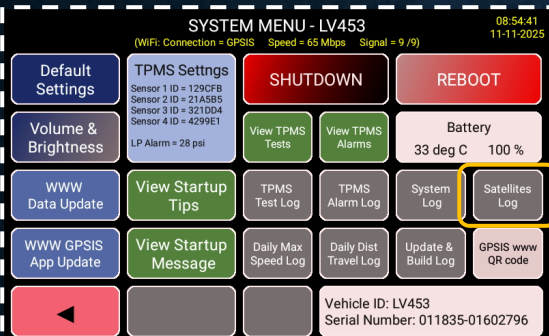 SYSTEM MENU - LV453
08:54:41
11-11-2025
(WiFi: Connection = GPSIS Speed = 65 Mbps Signal = 9 /9)
Default
Settings
TPMS Settngs
Sensor 1 ID = 129CFB
Sensor 2 ID = 21A5B5
Sensor 3 ID = 321DD4
Sensor 4 ID = 4299E1
LP Alarm = 28 psi
SHUTDOWN
REBOOT
Volume &
Brightness
View TPMS
Tests
View TPMS
Alarms
Battery
33 deg C 100 %
WWW
Data Update
View Startup
Tips
TPMS
Test Log
TPMS
Alarm Log
System
Log
Satellites
Log
WWW GPSIS
App Update
View Startup
Message
Daily Max
Speed Log
Daily Dist
Travel Log
Update &
Build Log
GPSIS www
QR code
Vehicle ID: LV453
Serial Number: 011835-01602796